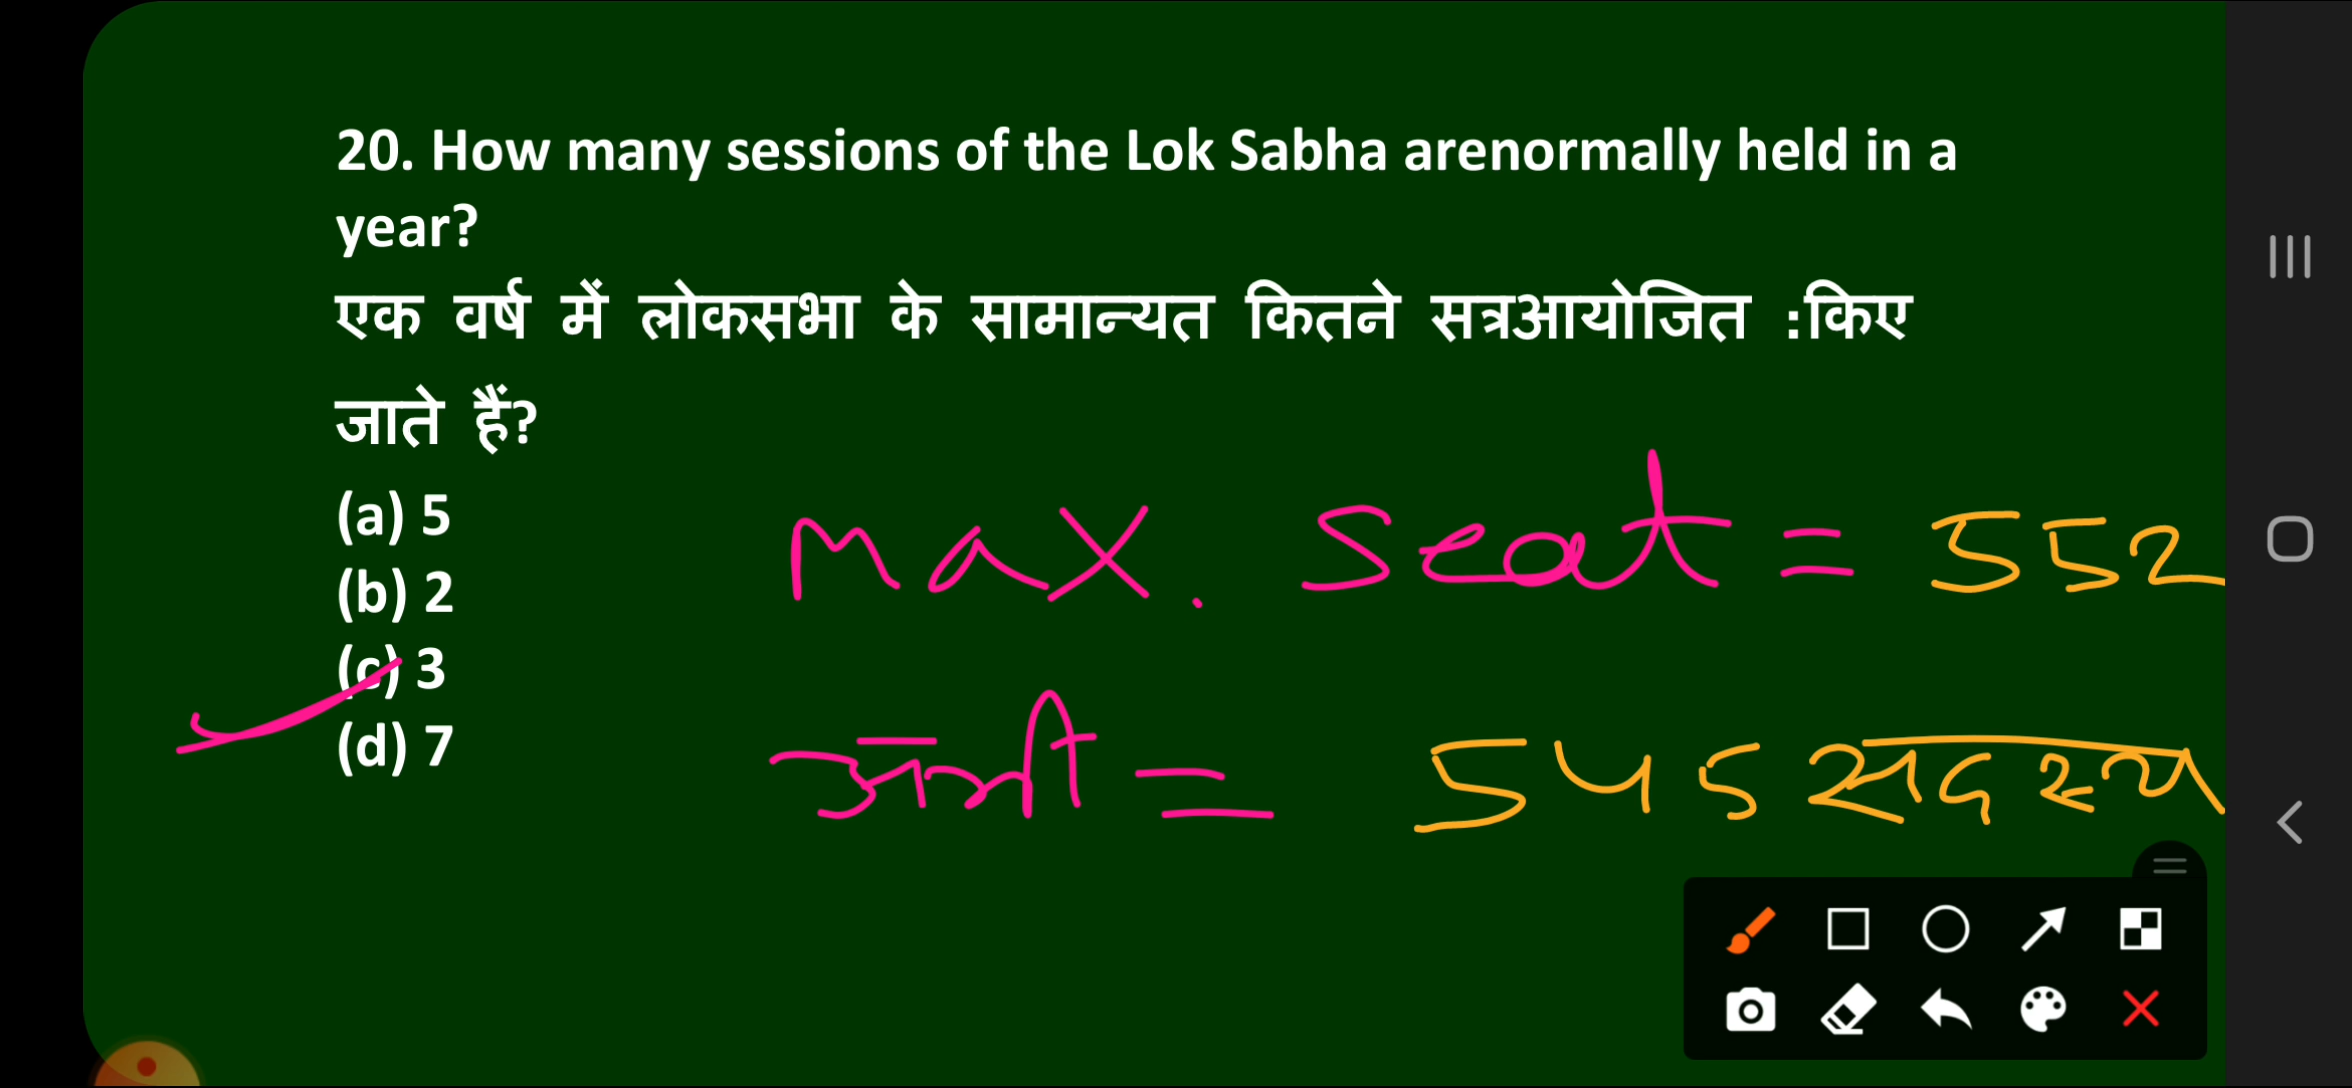 20. How many sessions of the Lok Sabha arenormally held in a
year?
एक वर्ष में लोकसभा के सामान्यत कितने सत्रआयोजित :किए
जाते हैं?
(a) 5
(b) 2
(c) 3
(d) 7
Max. Seat = 552
= 545 सदस्य